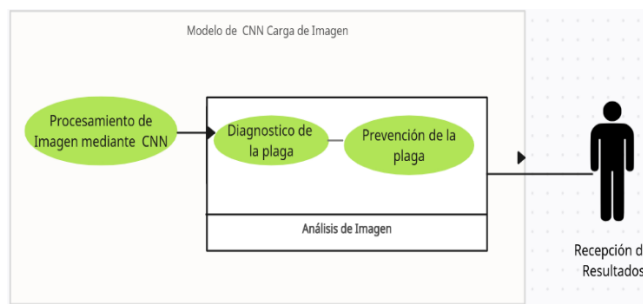 Modelo de CNN Carga de Imagen
Procesamiento de
Imagen mediante CNN
Diagnostico de
la plaga
Prevención de la
plaga
Análisis de Imagen
Recepción d
Resultados